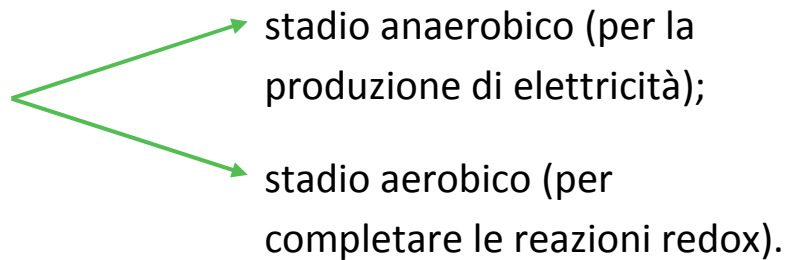 stadio anaerobico (per la
produzione di elettricità);
stadio aerobico (per
completare le reazioni redox).